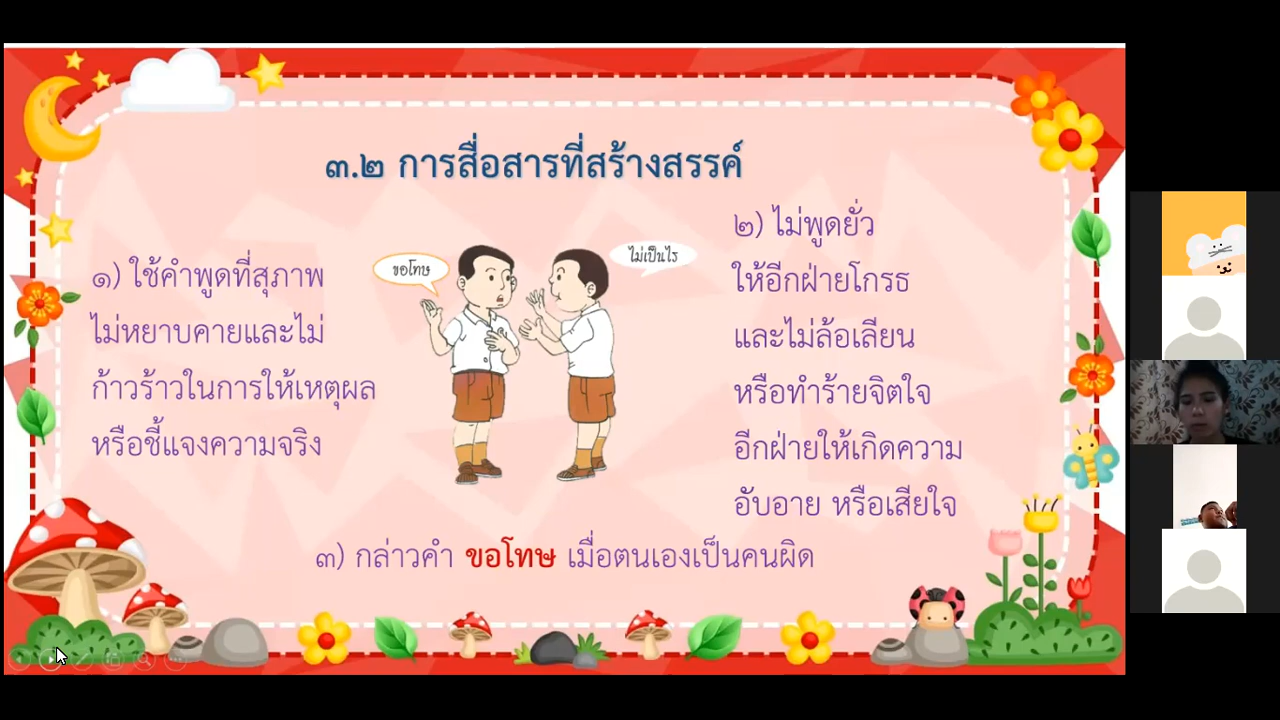 ๓.๒ การสื่อสารที่สร้างสรรค์
๑) ใช้คำพูดที่สุภาพ
ไม่หยาบคายและไม่
ก้าวร้าวในการให้เหตุผล
หรือชี้แจงความจริง
ขอโทษ
ไม่เป็นไร
๒) ไม่พูดยั่ว
ให้อีกฝ่ายโกรธ
และไม่ล้อเลียน
หรือทำร้ายจิตใจ
อีกฝ่ายให้เกิดความ
อับอาย หรือเสียใจ
๓) กล่าวคำ ขอโทษ เมื่อตนเองเป็นคนผิด